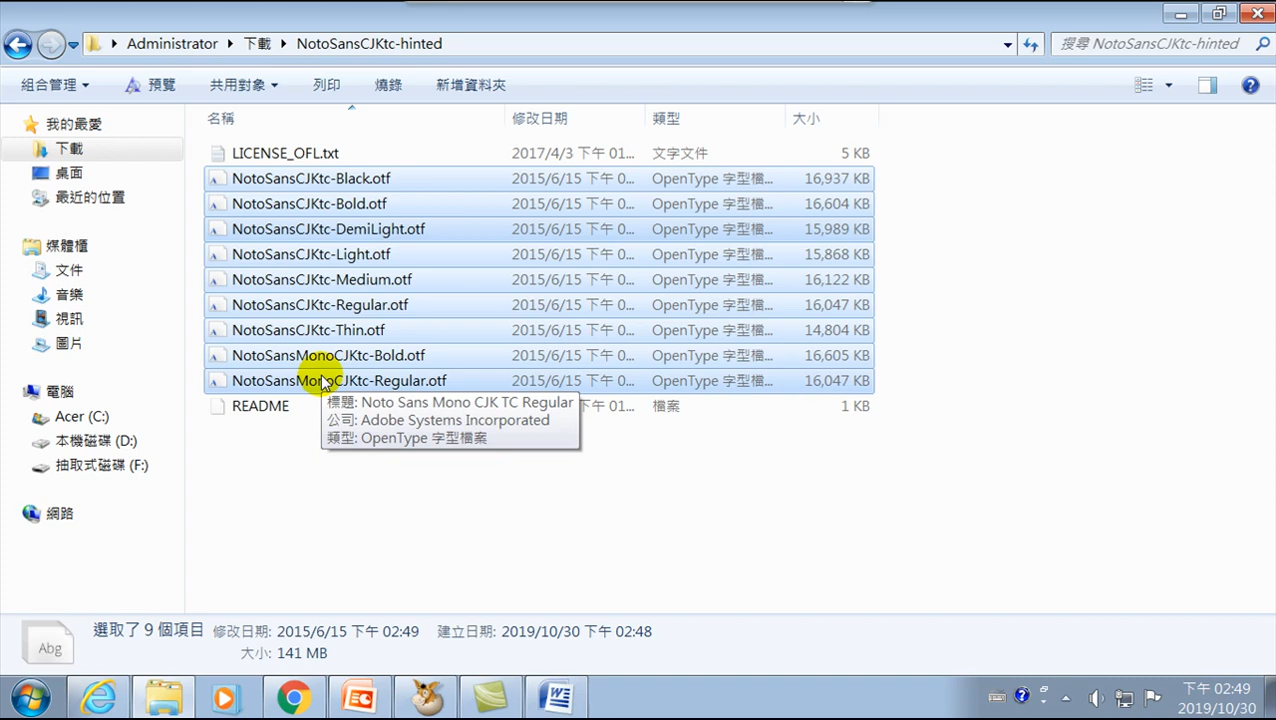 Administrator ▸ 下載 ▸ NotoSansCJKtc-hinted
搜尋 NotoSansCJKtc-hinted
組合管理 預覽 共用對象 列印 燒錄 新增資料夾
我的最愛
下載
桌面
最近的位置
媒體櫃
文件
音樂
視訊
圖片
電腦
Acer (C:)
本機磁碟 (D:)
抽取式磁碟 (F:)
網路
名稱 修改日期 類型 大小
LICENSE_OFL.txt 2017/4/3 下午 01... 文字文件 5 KB
NotoSansCJKtc-Black.otf 2015/6/15 下午 0... OpenType 字型檔... 16,937 KB
NotoSansCJKtc-Bold.otf 2015/6/15 下午 0... OpenType 字型檔... 16,604 KB
NotoSansCJKtc-DemiLight.otf 2015/6/15 下午 0... OpenType 字型檔... 15,989 KB
NotoSansCJKtc-Light.otf 2015/6/15 下午 0... OpenType 字型檔... 15,868 KB
NotoSansCJKtc-Medium.otf 2015/6/15 下午 0... OpenType 字型檔... 16,122 KB
NotoSansCJKtc-Regular.otf 2015/6/15 下午 0... OpenType 字型檔... 16,047 KB
NotoSansCJKtc-Thin.otf 2015/6/15 下午 0... OpenType 字型檔... 14,804 KB
NotoSansMonoCJKtc-Bold.otf 2015/6/15 下午 0... OpenType 字型檔... 16,605 KB
NotoSansMonoCJKtc-Regular.otf 2015/6/15 下午 0... OpenType 字型檔... 16,047 KB
README 下午 01... 檔案 1 KB
標題: Noto Sans Mono CJK TC Regular
公司: Adobe Systems Incorporated
類型: OpenType 字型檔案
Abg
選取了 9 個項目 修改日期: 2015/6/15 下午 02:49 建立日期: 2019/10/30 下午 02:48
大小: 141 MB
下午 02:49
2019/10/30